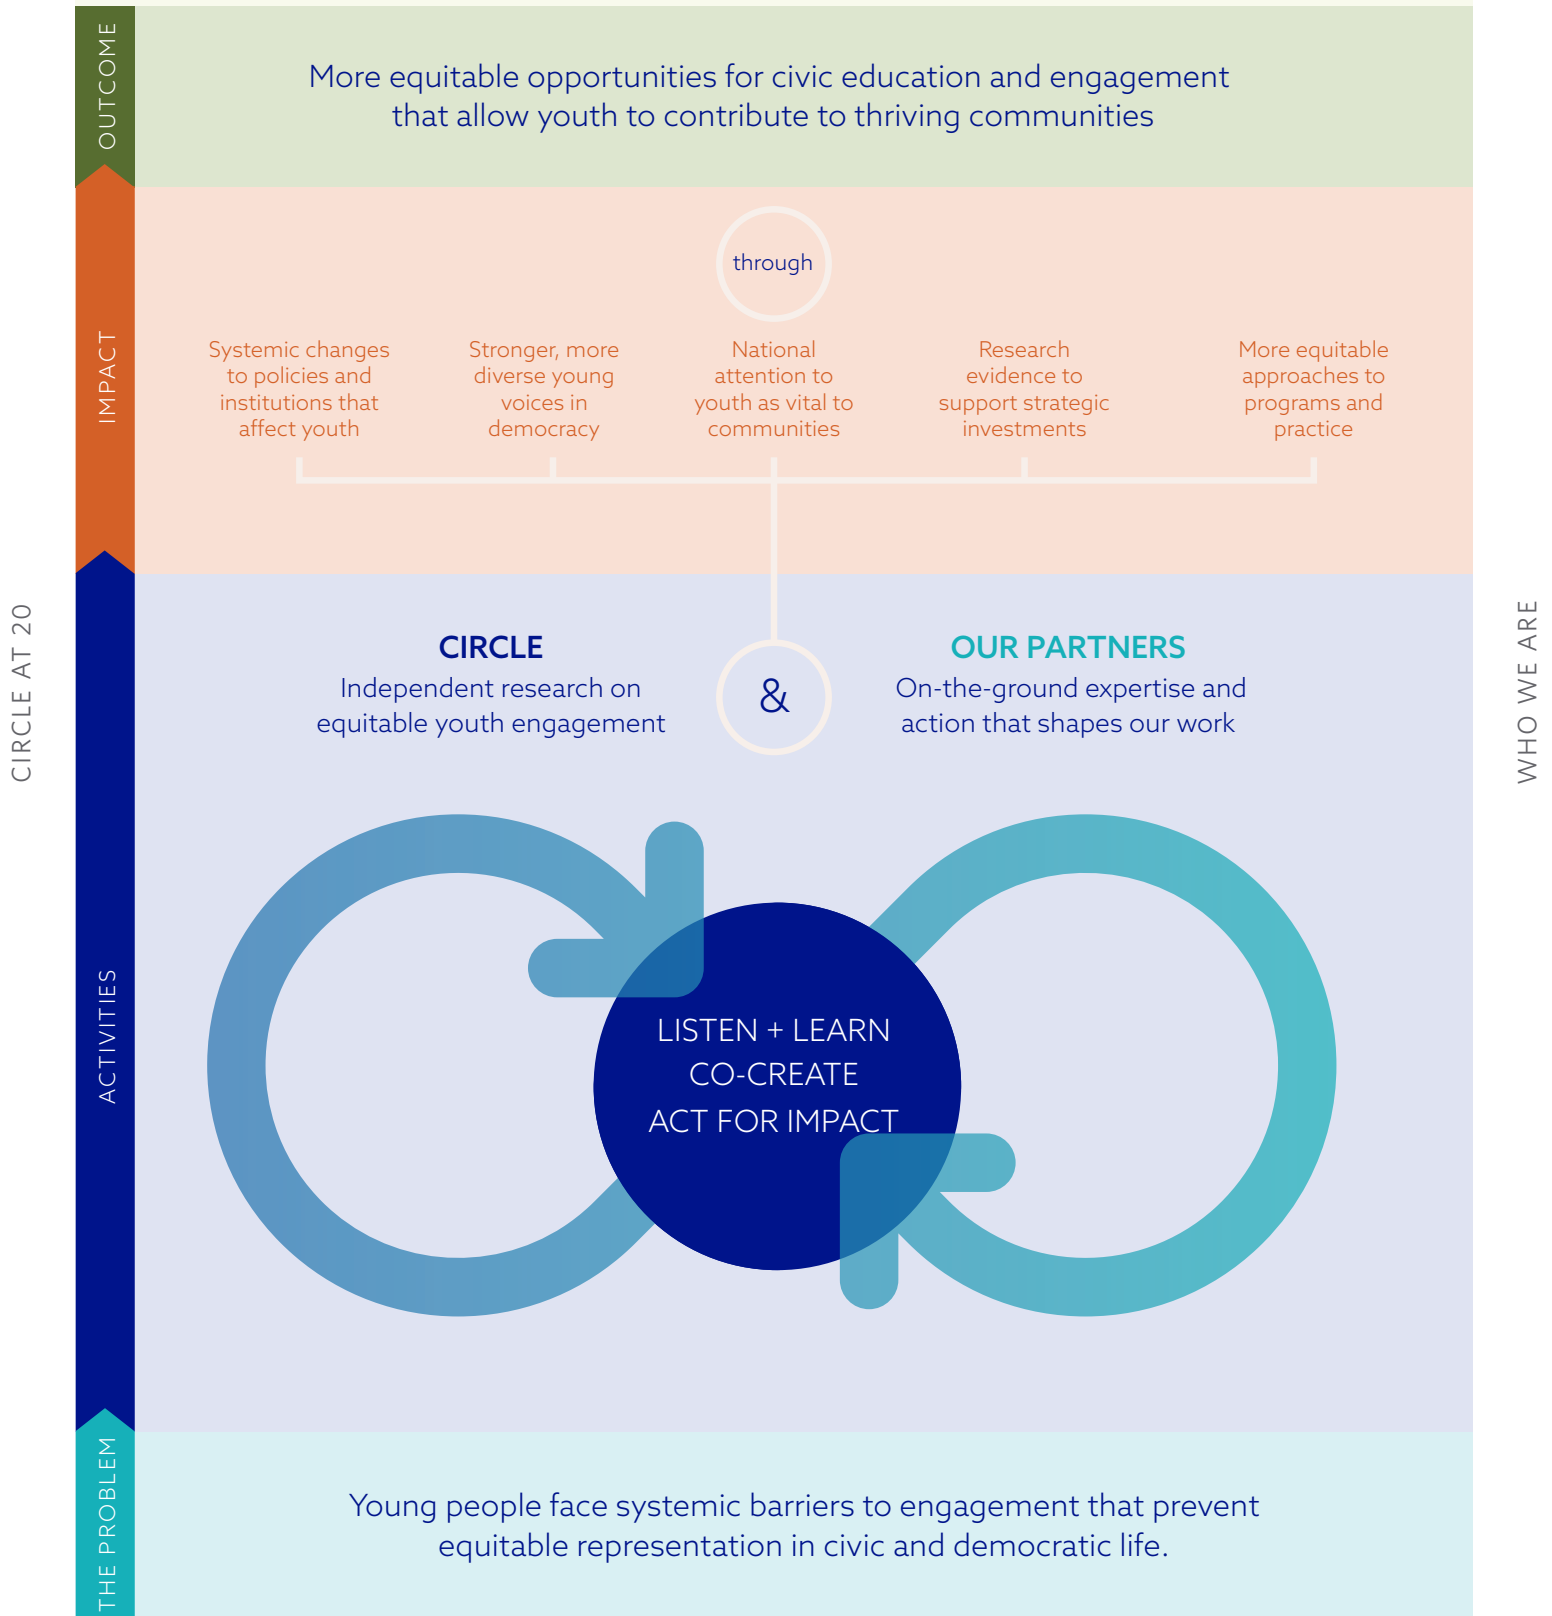 OUTCOME
More equitable opportunities for civic education and engagement
that allow youth to contribute to thriving communities
IMPACT
through
Systemic changes
to policies and
institutions that
affect youth
Stronger, more
diverse young
voices in
democracy
National
attention to
youth as vital to
communities
Research
evidence to
support strategic
investments
More equitable
approaches to
programs and
practice
CIRCLE AT 20
WHO WE ARE
ACTIVITIES
CIRCLE
Independent research on
equitable youth engagement
&
OUR PARTNERS
On-the-ground expertise and
action that shapes our work
LISTEN + LEARN
CO-CREATE
ACT FOR IMPACT
THE PROBLEM
Young people face systemic barriers to engagement that prevent
equitable representation in civic and democratic life.